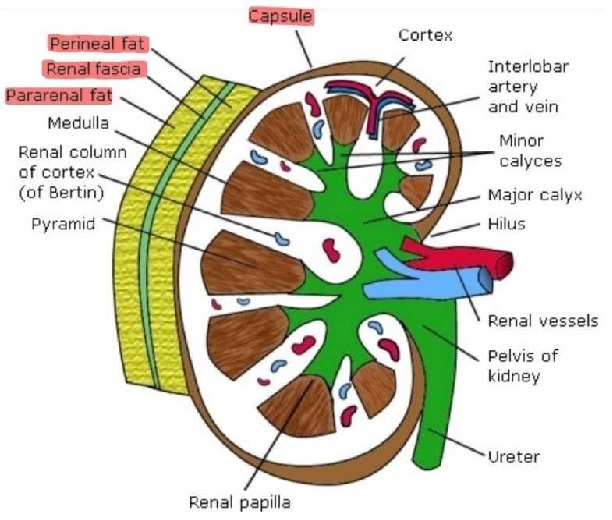 Capsule
Perineal fat
Renal fascia
Pararenal fat
Medulla
Renal column
of cortex
(of Bertin)
Pyramid
Cortex
Interlobar
artery
and vein
Minor
calyces
Major calyx
Hilus
Renal vessels
Pelvis of
kidney
Ureter
Renal papilla